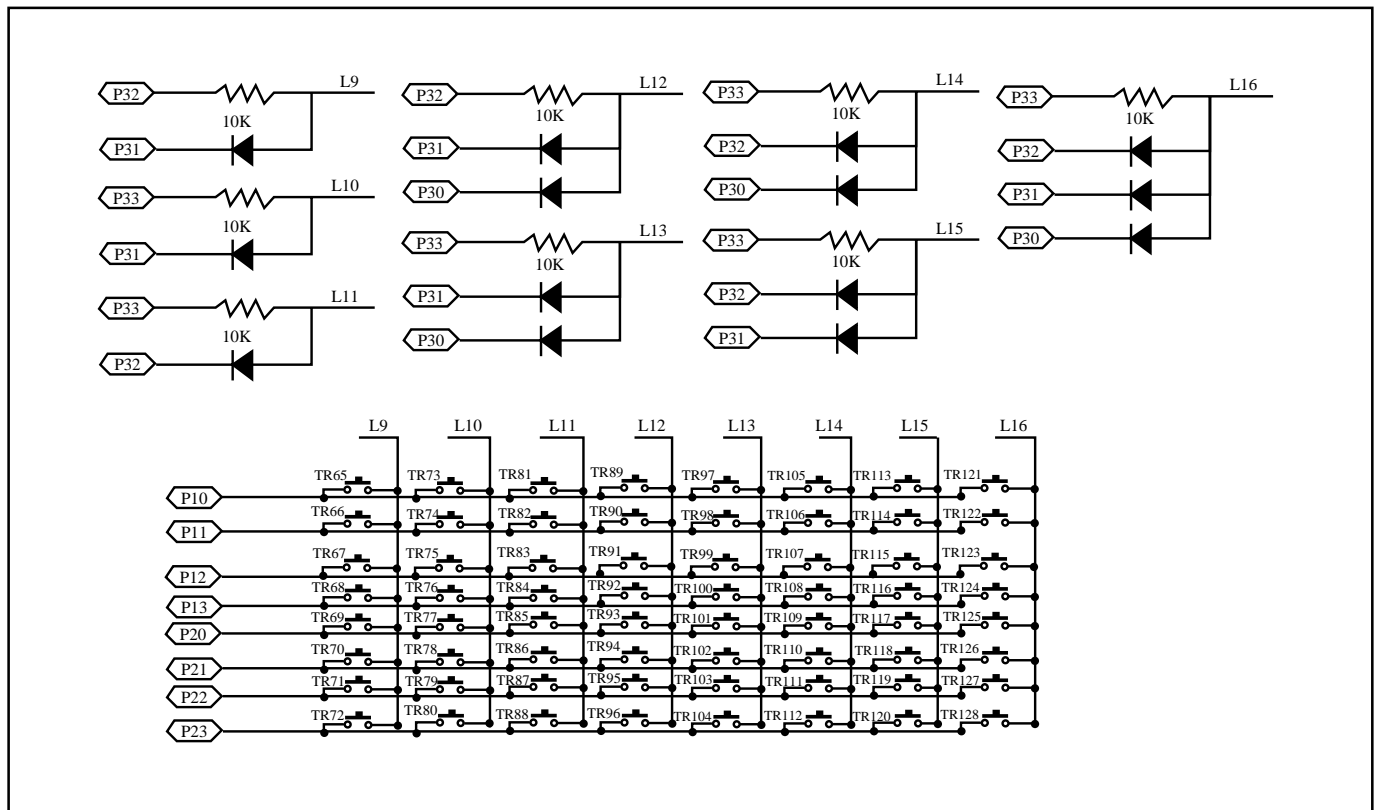 P32 L9
10K
P31
P33 L10
10K
P31
P33 L11
10K
P32
P32 L12
10K
P31
P30
P33 L13
10K
P31
P30
P33 L14
10K
P32
P30
P33 L15
10K
P32
P31
P33 L16
10K
P32
P31
P30
L9 L10 L11 L12 L13 L14 L15 L16
P10 TR65 TR73 TR81 TR89 TR97 TR105 TR113 TR121
P11 TR66 TR74 TR82 TR90 TR98 TR106 TR114 TR122
P12 TR67 TR75 TR83 TR91 TR99 TR107 TR115 TR123
P13 TR68 TR76 TR84 TR92 TR100 TR108 TR116 TR124
P20 TR69 TR77 TR85 TR93 TR101 TR109 TR117 TR125
P21 TR70 TR78 TR86 TR94 TR102 TR110 TR118 TR126
P22 TR71 TR79 TR87 TR95 TR103 TR111 TR119 TR127
P23 TR72 TR80 TR88 TR96 TR104 TR112 TR120 TR128